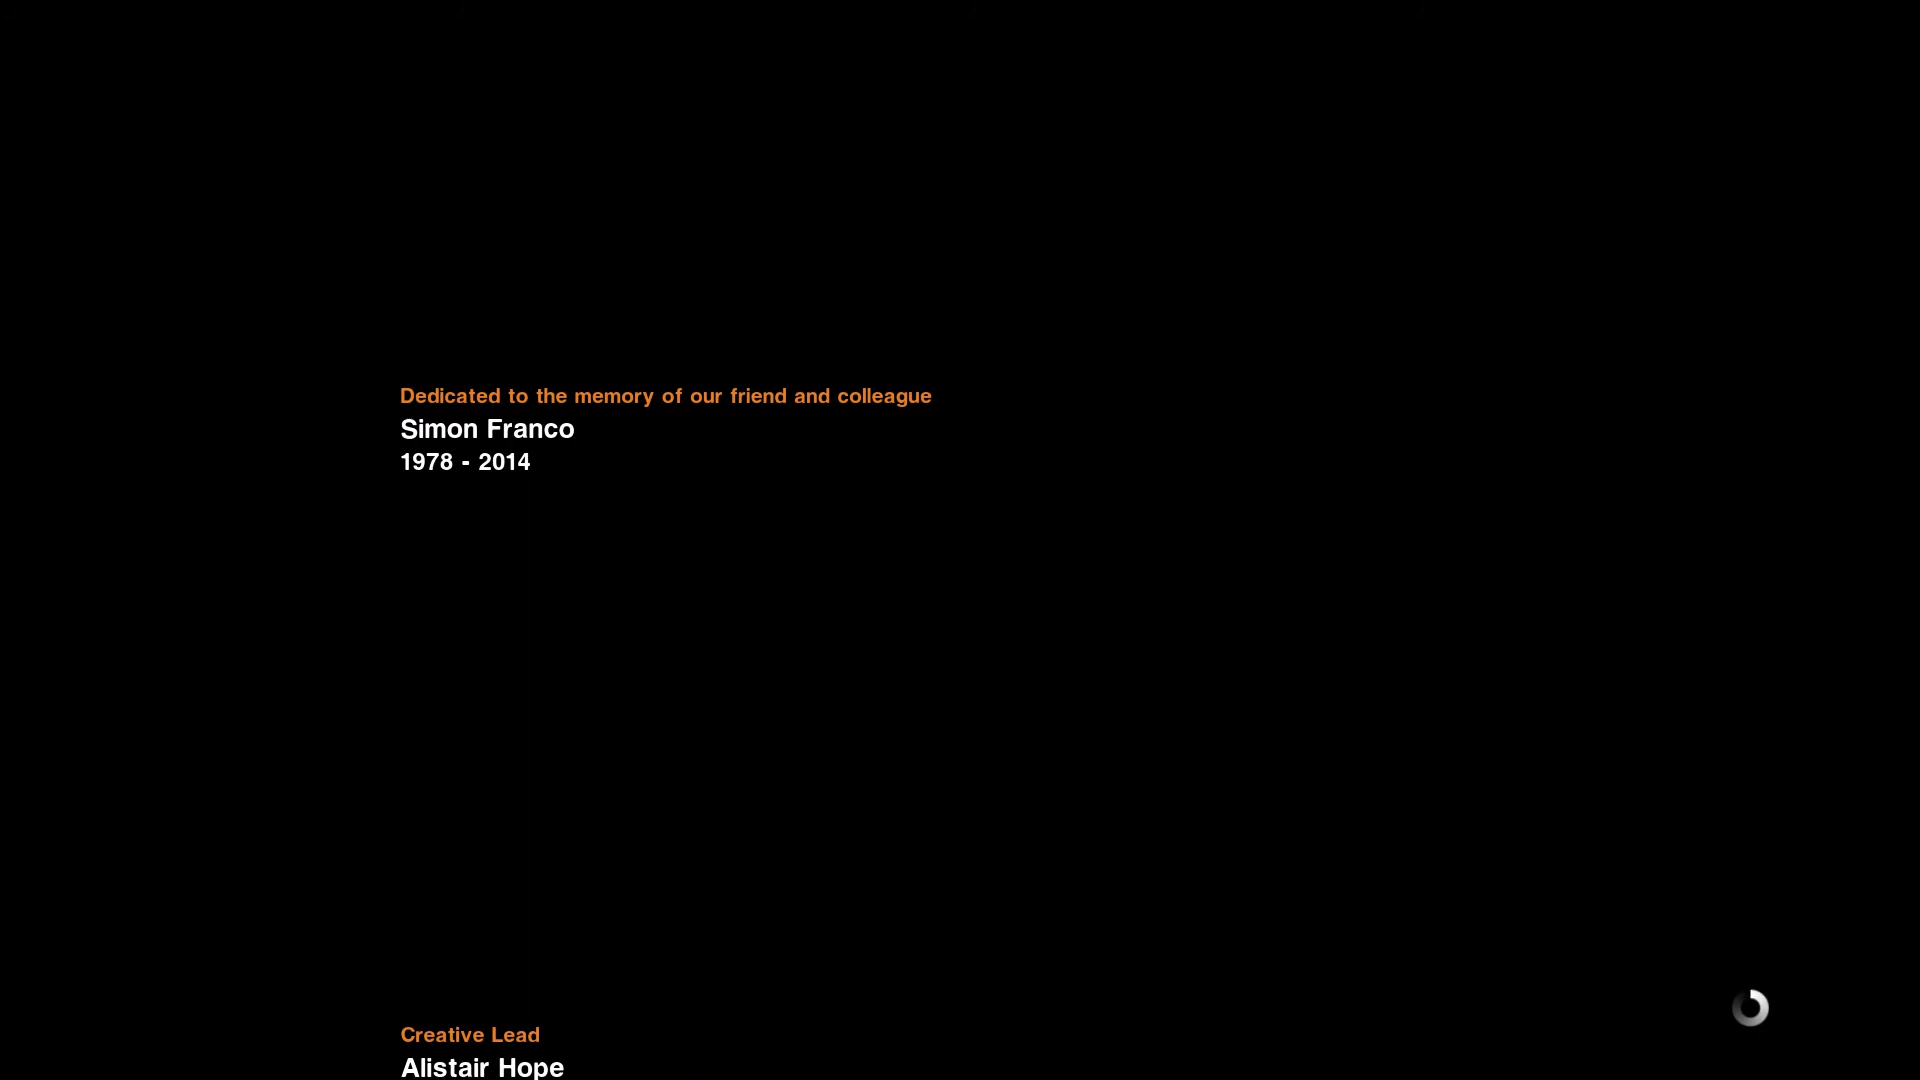 Dedicated to the memory of our friend and colleague
Simon Franco
1978 - 2014
Creative Lead
Alistair Hope